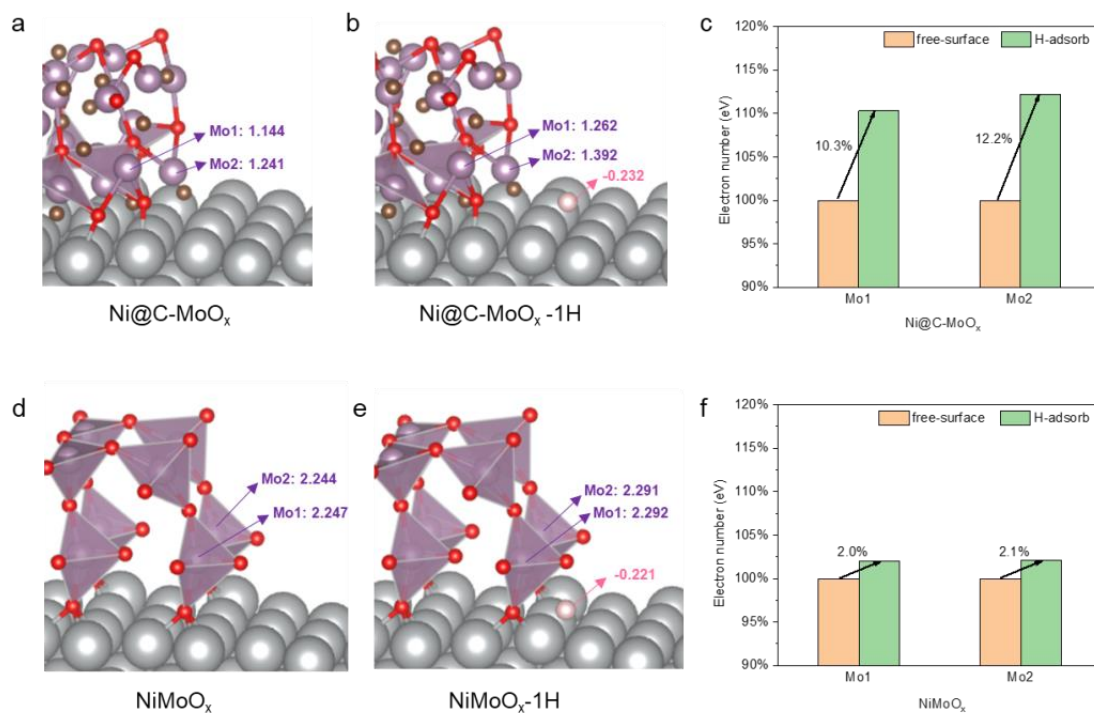 a
Mo1: 1.144
Mo2: 1.241
Ni@C-MoOₓ
b
Mo1: 1.262
Mo2: 1.392
-0.232
Ni@C-MoOₓ -1H
c
free-surface H-adsorb
Electron number (eV)
120%
115%
110%
105%
100%
95%
90%
10.3%
12.2%
Mo1 Mo2
Ni@C-MoOₓ
d
Mo2: 2.244
Mo1: 2.247
NiMoOₓ
e
Mo2: 2.291
Mo1: 2.292
-0.221
NiMoOₓ-1H
f
free-surface H-adsorb
Electron number (eV)
120%
115%
110%
105%
100%
95%
90%
2.0%
2.1%
Mo1 Mo2
NiMoOₓ